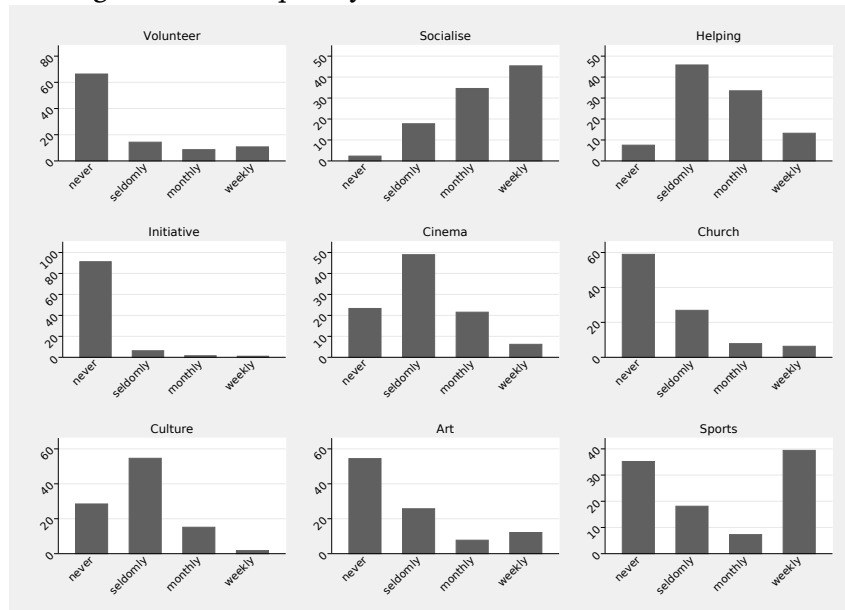 Volunteer
80
60
40
20
0
never
seldomly
monthly
weekly
Socialise
50
40
30
20
10
0
never
seldomly
monthly
weekly
Helping
50
40
30
20
10
0
never
seldomly
monthly
weekly
Initiative
100
80
60
40
20
0
never
seldomly
monthly
weekly
Cinema
50
40
30
20
10
0
never
seldomly
monthly
weekly
Church
60
40
20
0
never
seldomly
monthly
weekly
Culture
60
40
20
0
never
seldomly
monthly
weekly
Art
60
40
20
0
never
seldomly
monthly
weekly
Sports
40
30
20
10
0
never
seldomly
monthly
weekly